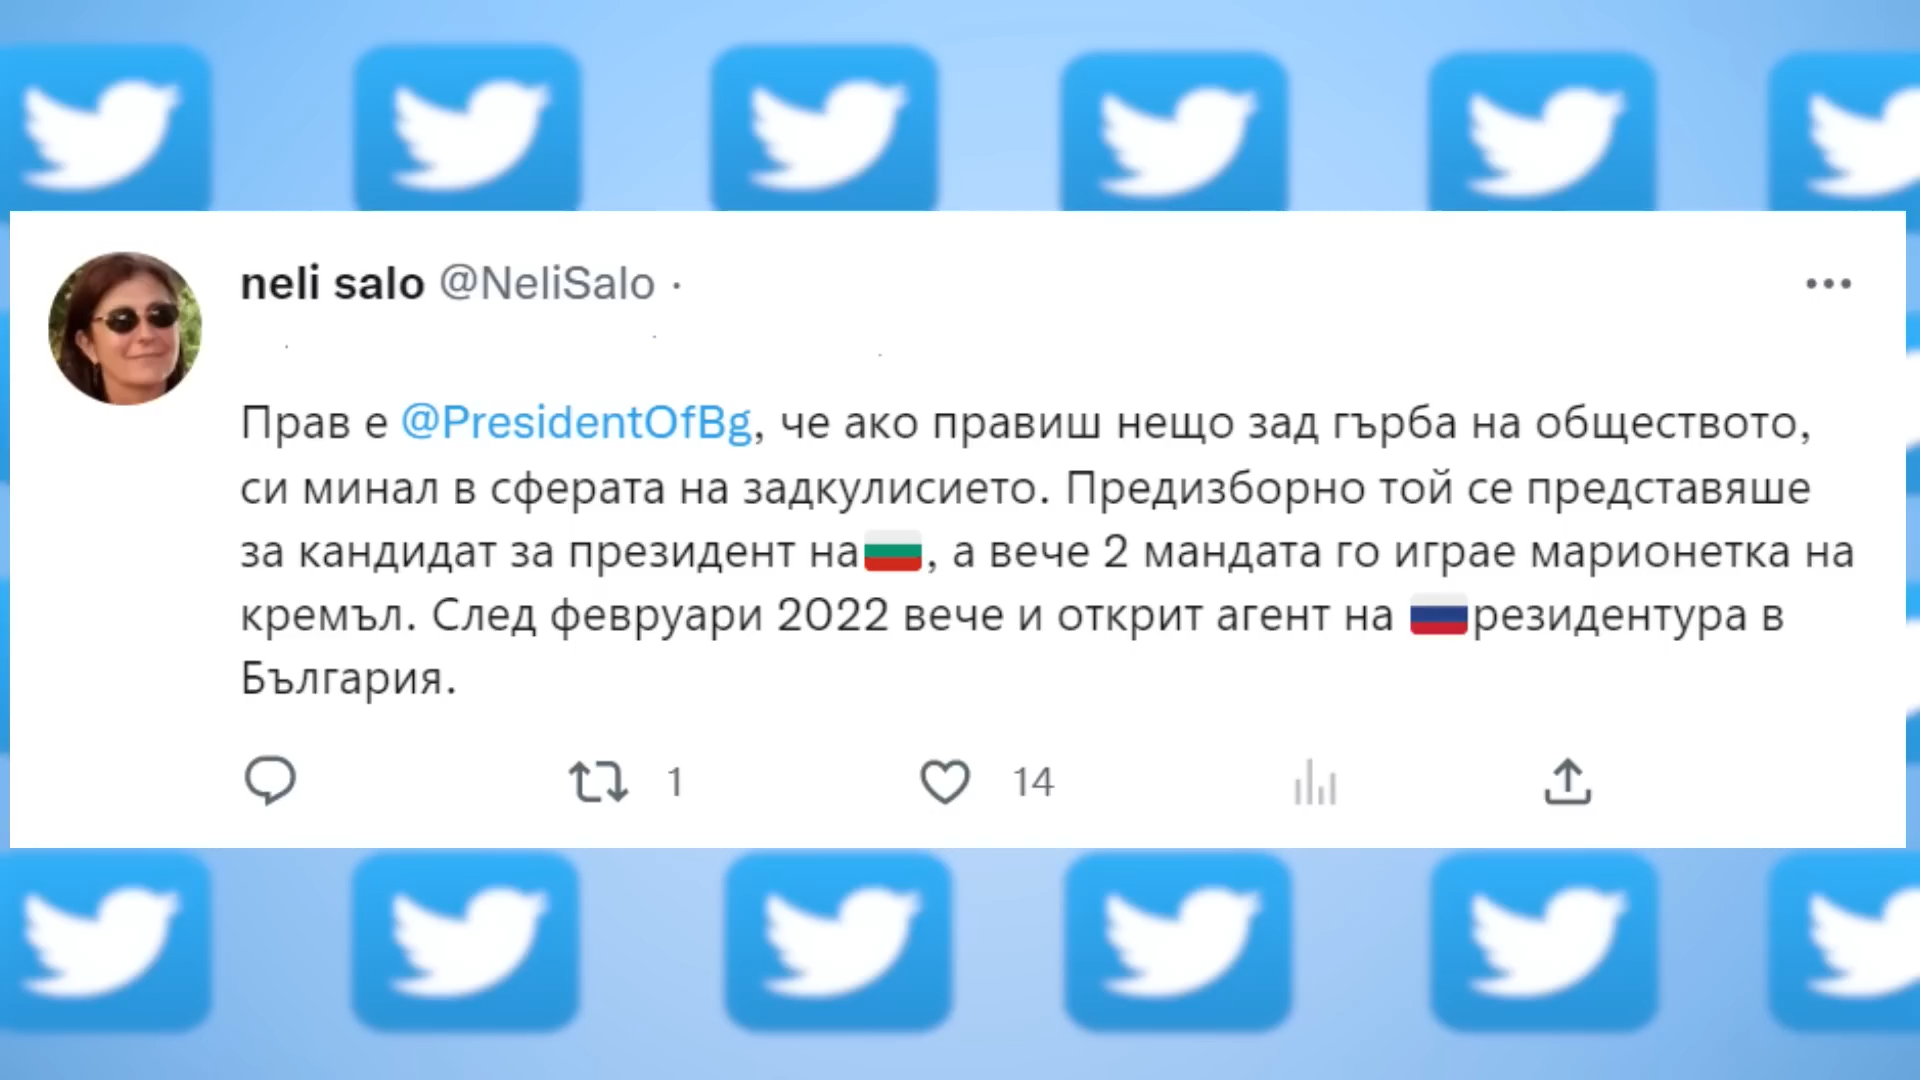 neli salo @NeliSalo ·
Прав е @PresidentOfBg, че ако правиш нещо зад гърба на обществото,
си минал в сферата на задкулисието. Предизборно той се представяше
за кандидат за президент на🇧🇬, а вече 2 мандата го играе марионетка на
кремъл. След февруари 2022 вече и открит агент на 🇷🇺резидентура в
България.
1 14